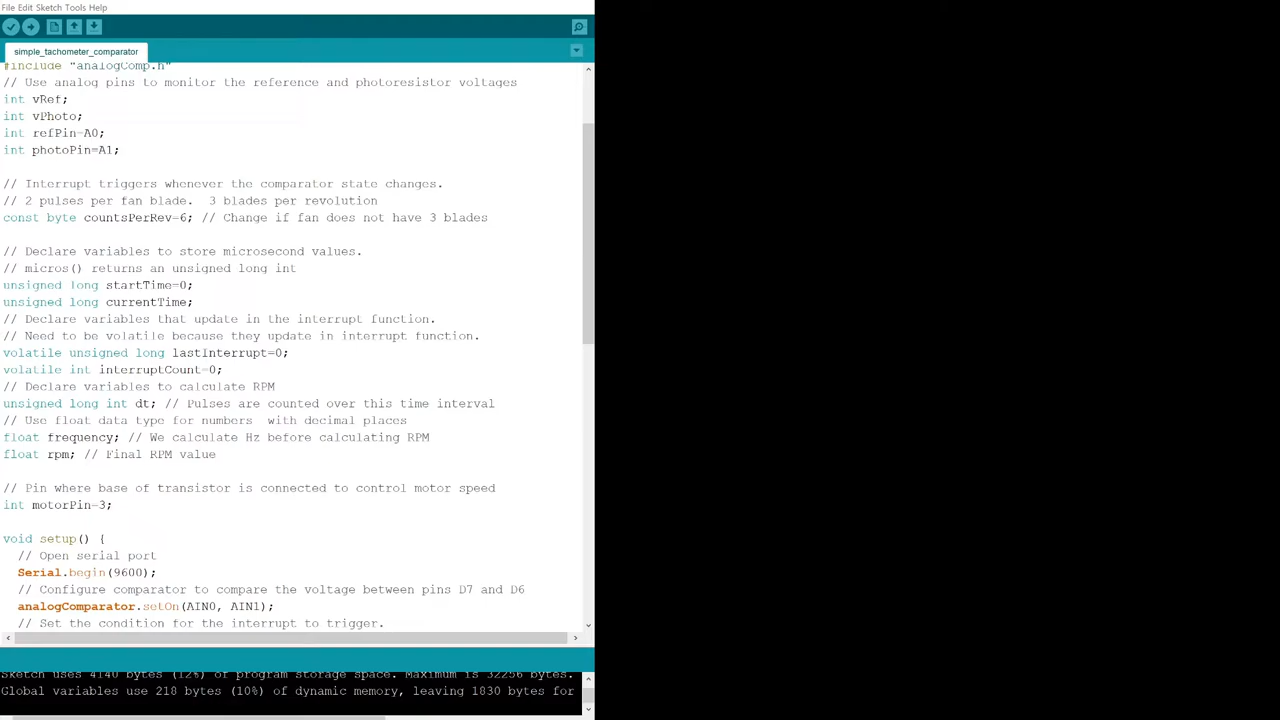 File Edit Sketch Tools Help
simple_tachometer_comparator
#include "analogComp.h"
// Use analog pins to monitor the reference and photoresistor voltages
int vRef;
int vPhoto;
int refPin=A0;
int photoPin=A1;
// Interrupt triggers whenever the comparator state changes.
// 2 pulses per fan blade.  3 blades per revolution
const byte countsPerRev=6; // Change if fan does not have 3 blades
// Declare variables to store microsecond values.
// micros() returns an unsigned long int
unsigned long startTime=0;
unsigned long currentTime;
// Declare variables that update in the interrupt function.
// Need to be volatile because they update in interrupt function.
volatile unsigned long lastInterrupt=0;
volatile int interruptCount=0;
// Declare variables to calculate RPM
unsigned long int dt; // Pulses are counted over this time interval
// Use float data type for numbers  with decimal places
float frequency; // We calculate Hz before calculating RPM
float rpm; // Final RPM value
// Pin where base of transistor is connected to control motor speed
int motorPin=3;
void setup() {
// Open serial port
Serial.begin(9600);
// Configure comparator to compare the voltage between pins D7 and D6
analogComparator.setOn(AIN0, AIN1);
// Set the condition for the interrupt to trigger.
Sketch uses 4140 bytes (12%) of program storage space. Maximum is 32256 bytes.
Global variables use 218 bytes (10%) of dynamic memory, leaving 1830 bytes for